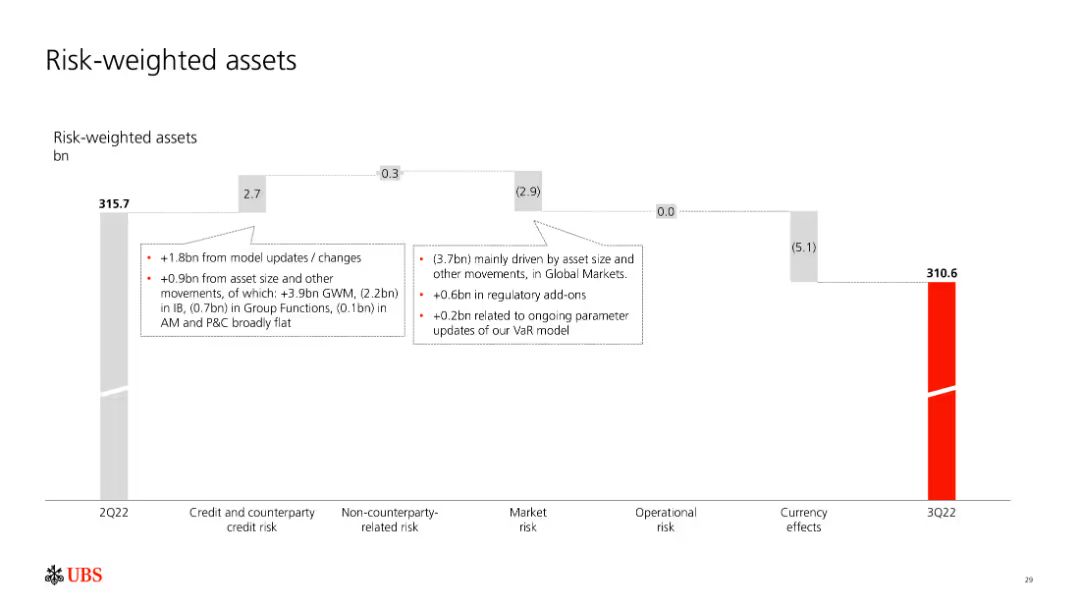 Risk-weighted assets
Risk-weighted assets
bn
315.7
2.7
0.3
(2.9)
0.0
(5.1)
310.6
• +1.8bn from model updates / changes
• +0.9bn from asset size and other
movements, of which: +3.9bn GWM, (2.2bn)
in IB, (0.7bn) in Group Functions, (0.1bn) in
AM and P&C broadly flat
• (3.7bn) mainly driven by asset size and
other movements, in Global Markets.
• +0.6bn in regulatory add-ons
• +0.2bn related to ongoing parameter
updates of our VaR model
2Q22
Credit and counterparty
credit risk
Non-counterparty-
related risk
Market
risk
Operational
risk
Currency
effects
3Q22
UBS
29